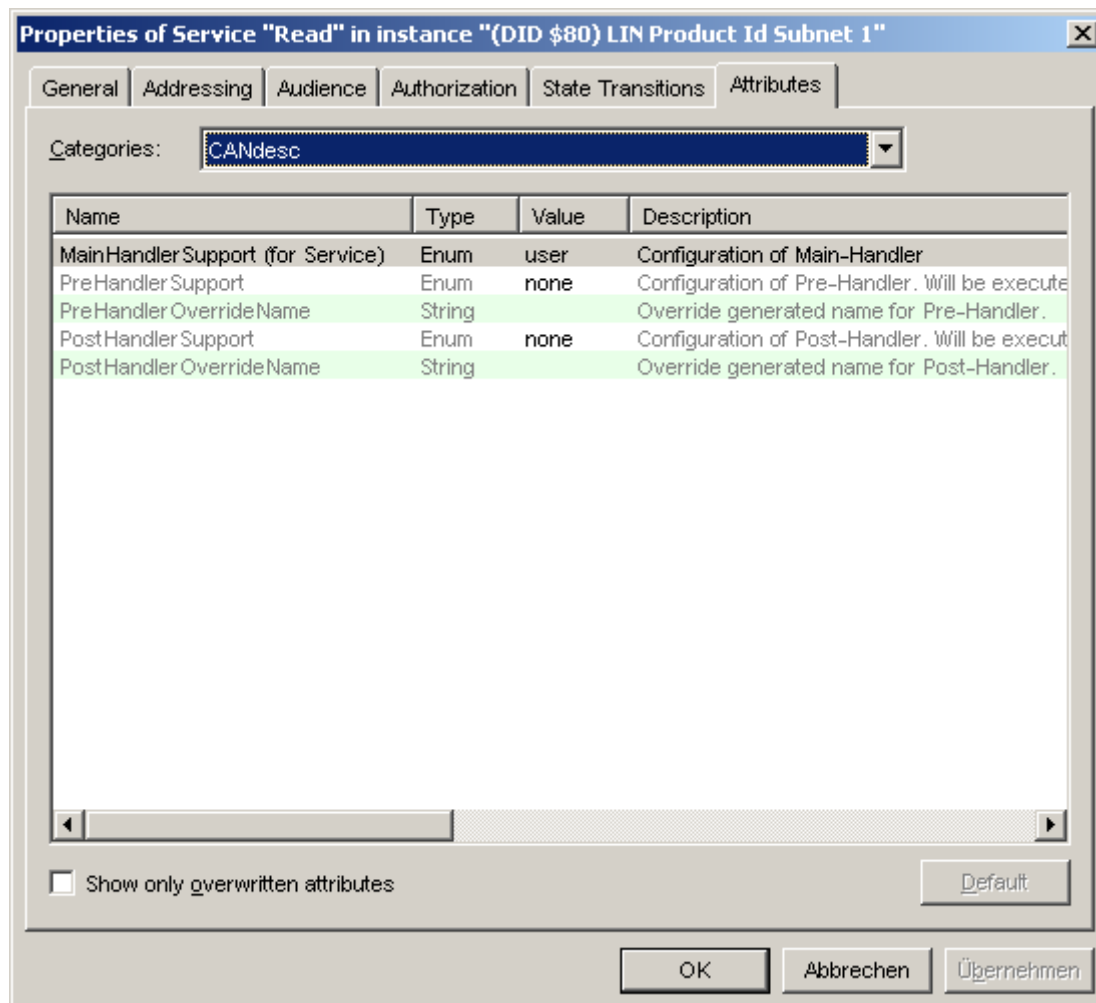 Properties of Service "Read" in instance "(DID $80) LIN Product Id Subnet 1"
General Addressing Audience Authorization State Transitions Attributes
Categories: CANdesc
Name Type Value Description
MainHandlerSupport (for Service) Enum user Configuration of Main-Handler
PreHandlerSupport Enum none Configuration of Pre-Handler. Will be execute
PreHandlerOverrideName String Override generated name for Pre-Handler.
PostHandlerSupport Enum none Configuration of Post-Handler. Will be execut
PostHandlerOverrideName String Override generated name for Post-Handler.
Show only overwritten attributes Default
OK Abbrechen Übernehmen